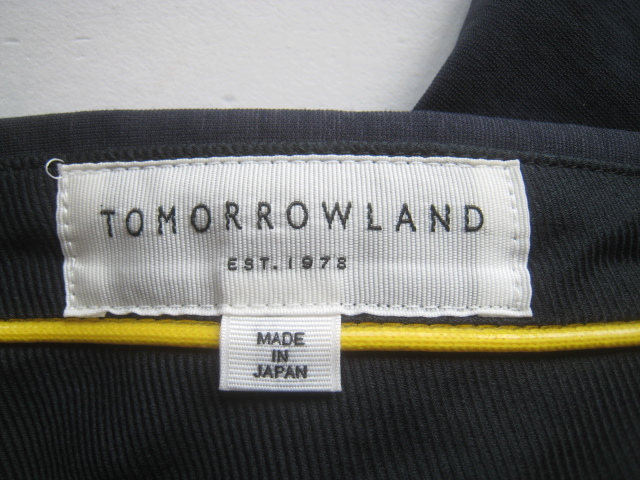 TOMORROWLAND
EST. 1978
MADE
IN
JAPAN